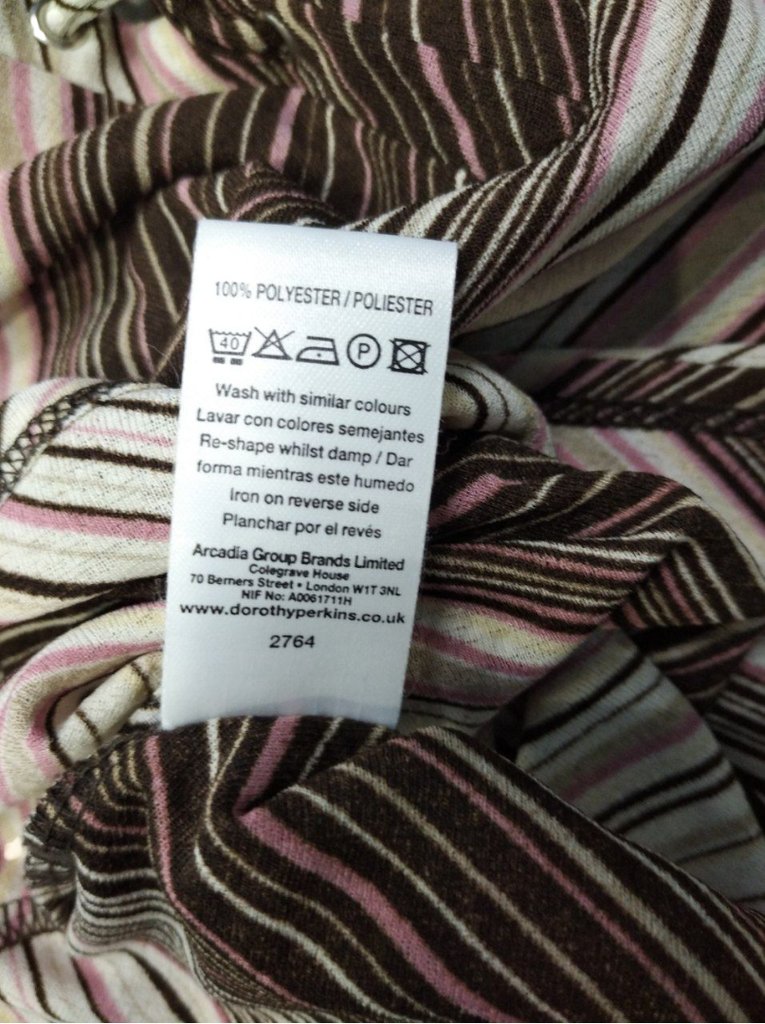 100% POLYESTER / POLIESTER
40 P
Wash with similar colours
Lavar con colores semejantes
Re-shape whilst damp / Dar
forma mientras este humedo
Iron on reverse side
Planchar por el revés
Arcadia Group Brands Limited
Colegrave House
70 Berners Street • London W1T 3NL
NIF No: A0061711H
www.dorothyperkins.co.uk
2764